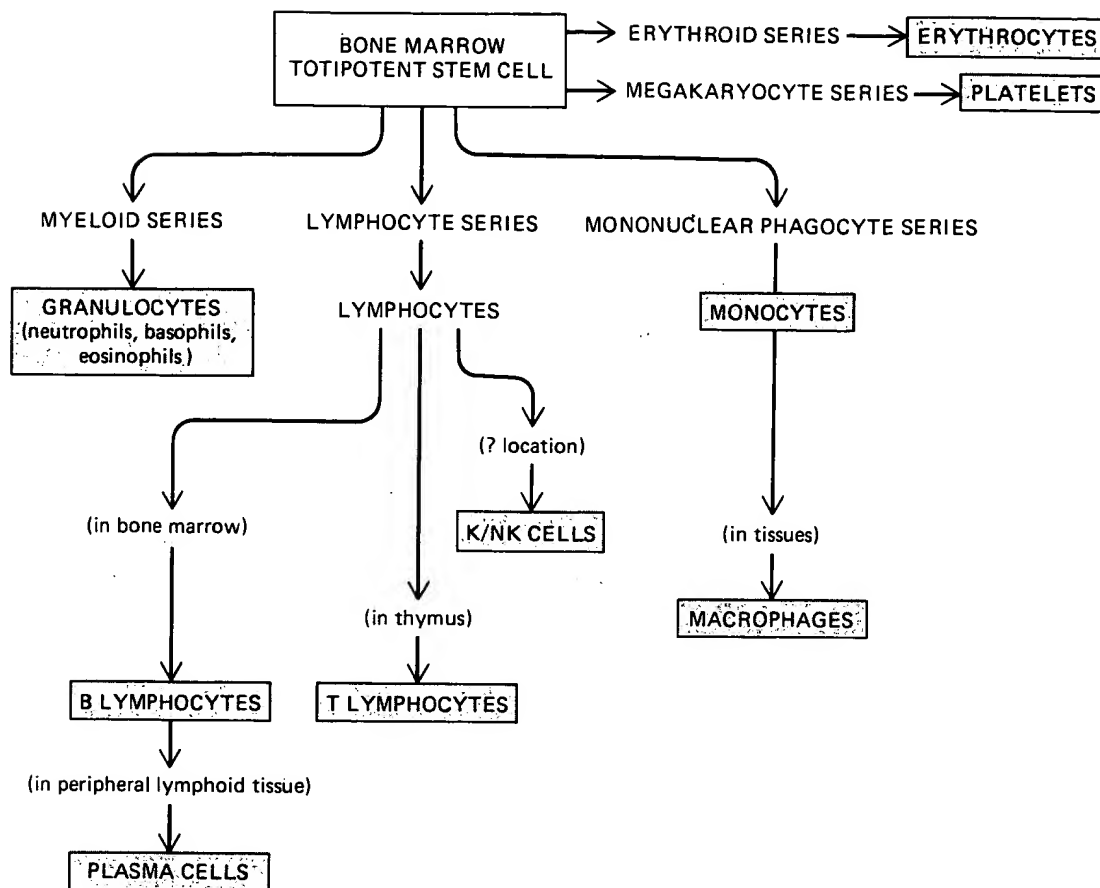 BONE MARROW
TOTIPOTENT STEM CELL
ERYTHROID SERIES
ERYTHROCYTES
MEGAKARYOCYTE SERIES
PLATELETS
MYELOID SERIES
LYMPHOCYTE SERIES
MONONUCLEAR PHAGOCYTE SERIES
GRANULOCYTES
(neutrophils, basophils,
eosinophils)
LYMPHOCYTES
MONOCYTES
(? location)
(in bone marrow)
K/NK CELLS
(in tissues)
(in thymus)
MACROPHAGES
B LYMPHOCYTES
T LYMPHOCYTES
(in peripheral lymphoid tissue)
PLASMA CELLS